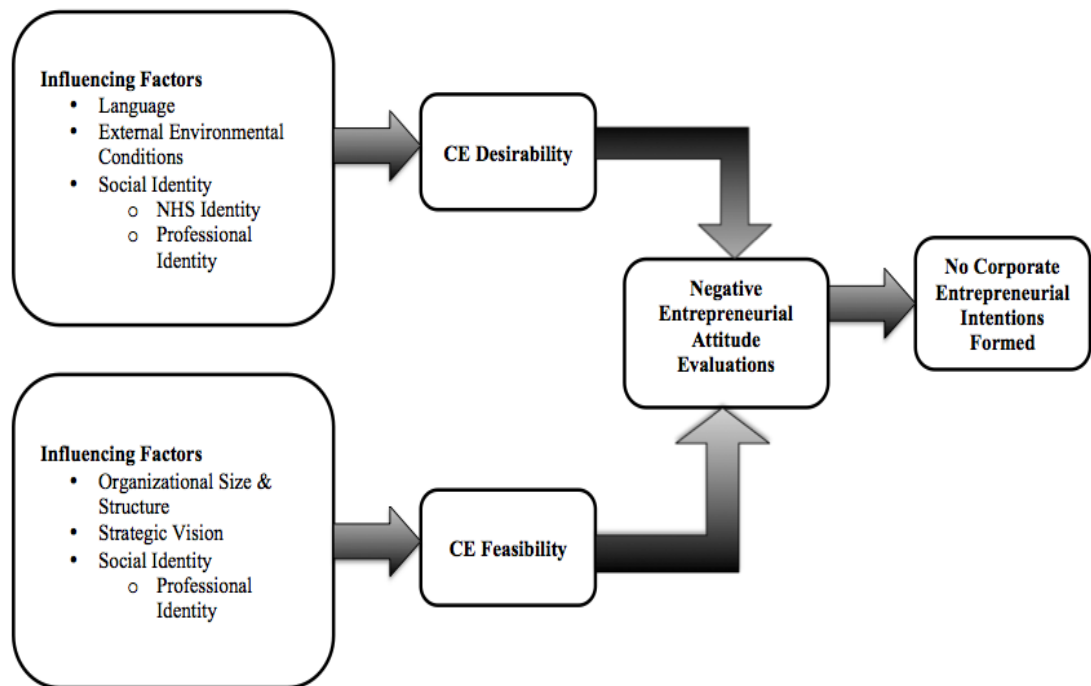 Influencing Factors
• Language
• External Environmental
Conditions
• Social Identity
o NHS Identity
o Professional
Identity
CE Desirability
Negative
Entrepreneurial
Attitude
Evaluations
No Corporate
Entrepreneurial
Intentions
Formed
Influencing Factors
• Organizational Size &
Structure
• Strategic Vision
• Social Identity
o Professional
Identity
CE Feasibility